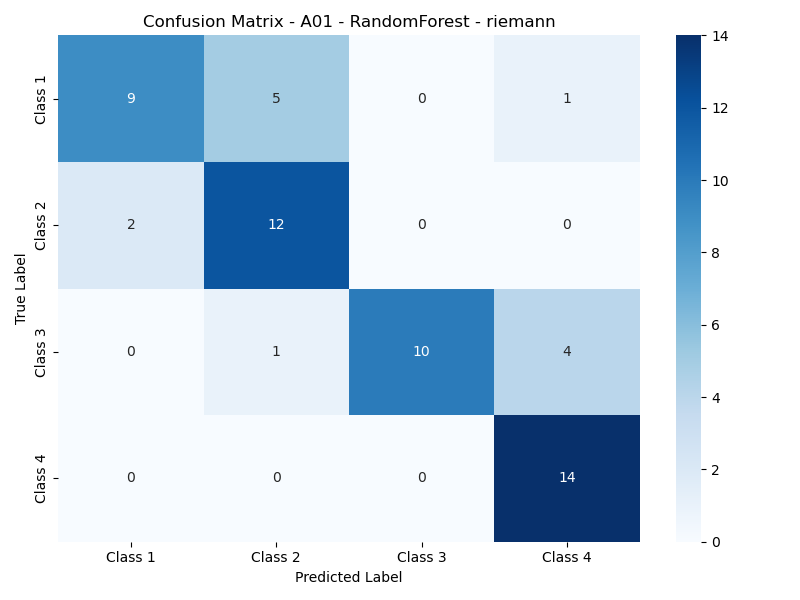 Confusion Matrix - A01 - RandomForest - riemann
True Label
Class 1
9 5 0 1
Class 2
2 12 0 0
Class 3
0 1 10 4
Class 4
0 0 0 14
Class 1 Class 2 Class 3 Class 4
Predicted Label
14
12
10
8
6
4
2
0